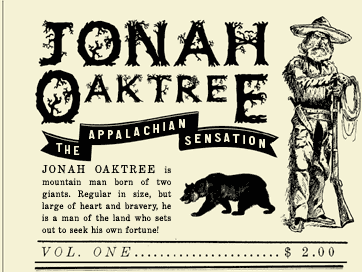 JONAH
OAKTREE
THE APPALACHIAN SENSATION
JONAH OAKTREE is
mountain man born of two
giants. Regular in size, but
large of heart and bravery, he
is a man of the land who sets
out to seek his own fortune!
VOL. ONE.......................$ 2.00